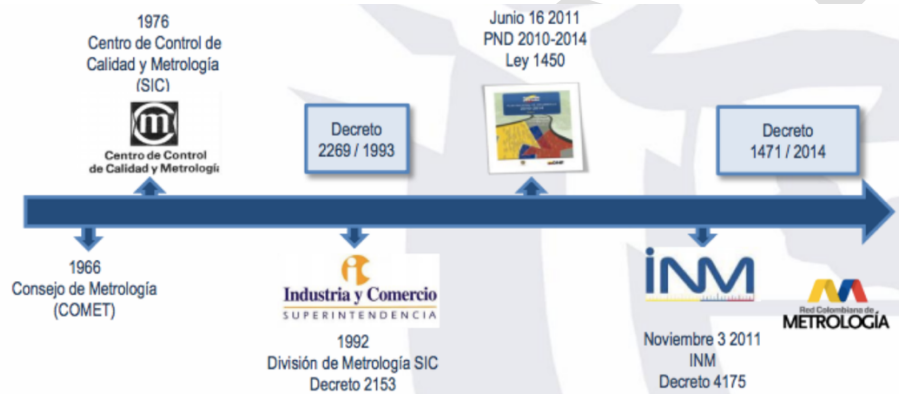 1976
Centro de Control de
Calidad y Metrología
(SIC)
Centro de Control
de Calidad y Metrologí
Decreto
2269 / 1993
Junio 16 2011
PND 2010-2014
Ley 1450
Decreto
1471 / 2014
1966
Consejo de Metrología
(COMET)
Industria y Comercio
SUPERINTENDENCIA
1992
División de Metrología SIC
Decreto 2153
INM
Noviembre 3 2011
INM
Decreto 4175
Red Colombiana de
METROLOGÍA